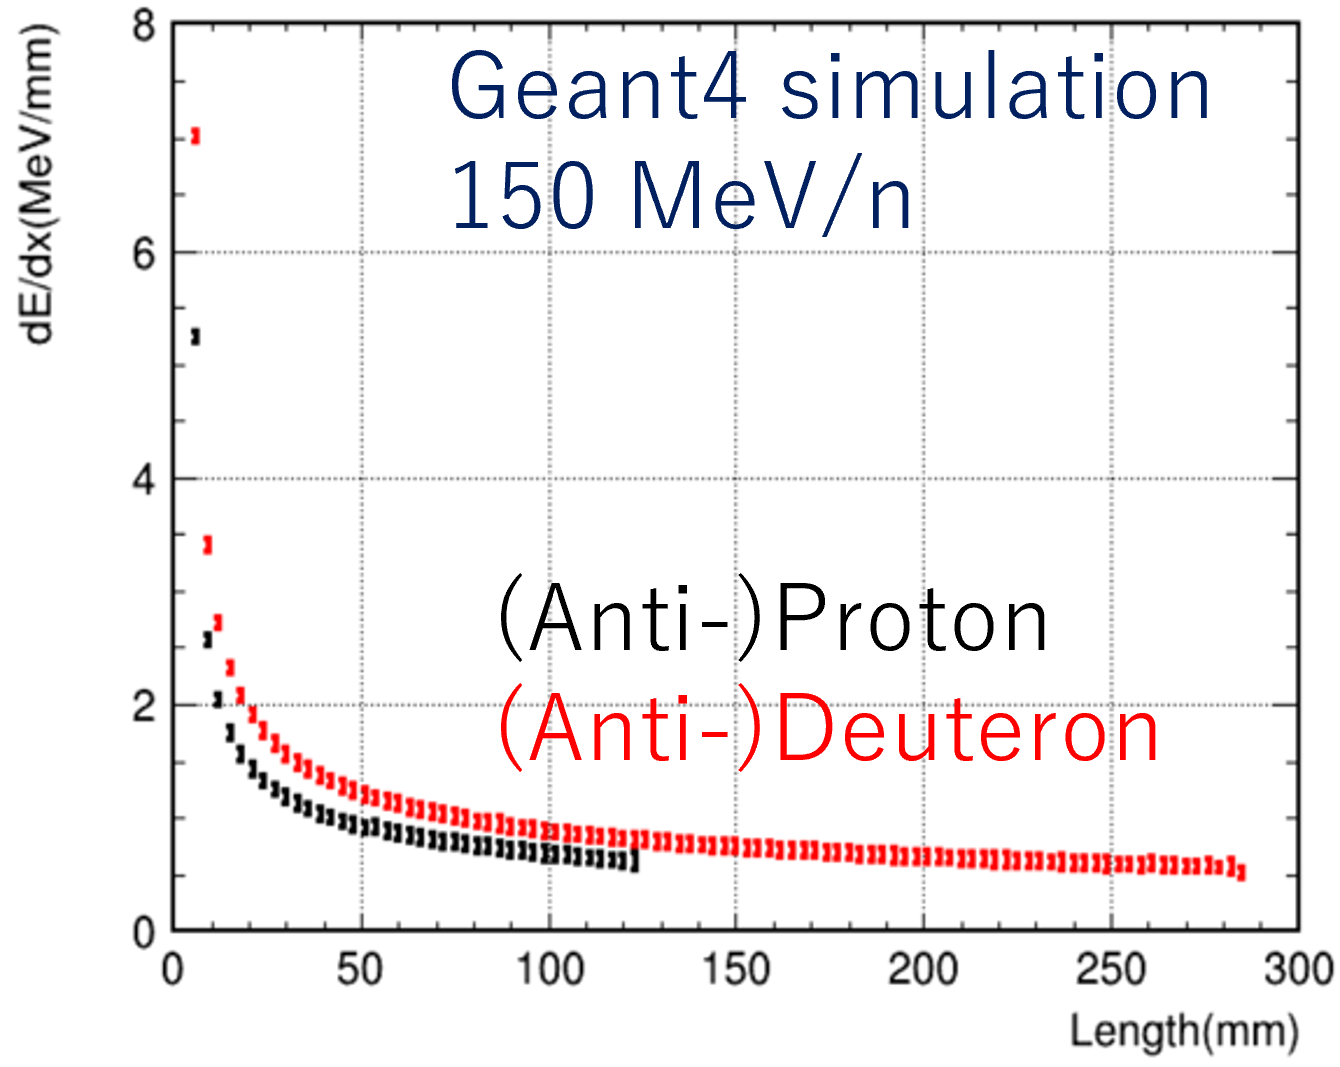 dE/dx(MeV/mm)
8
6
4
2
0
Geant4 simulation
150 MeV/n
(Anti-)Proton
(Anti-)Deuteron
0 50 100 150 200 250 300
Length(mm)